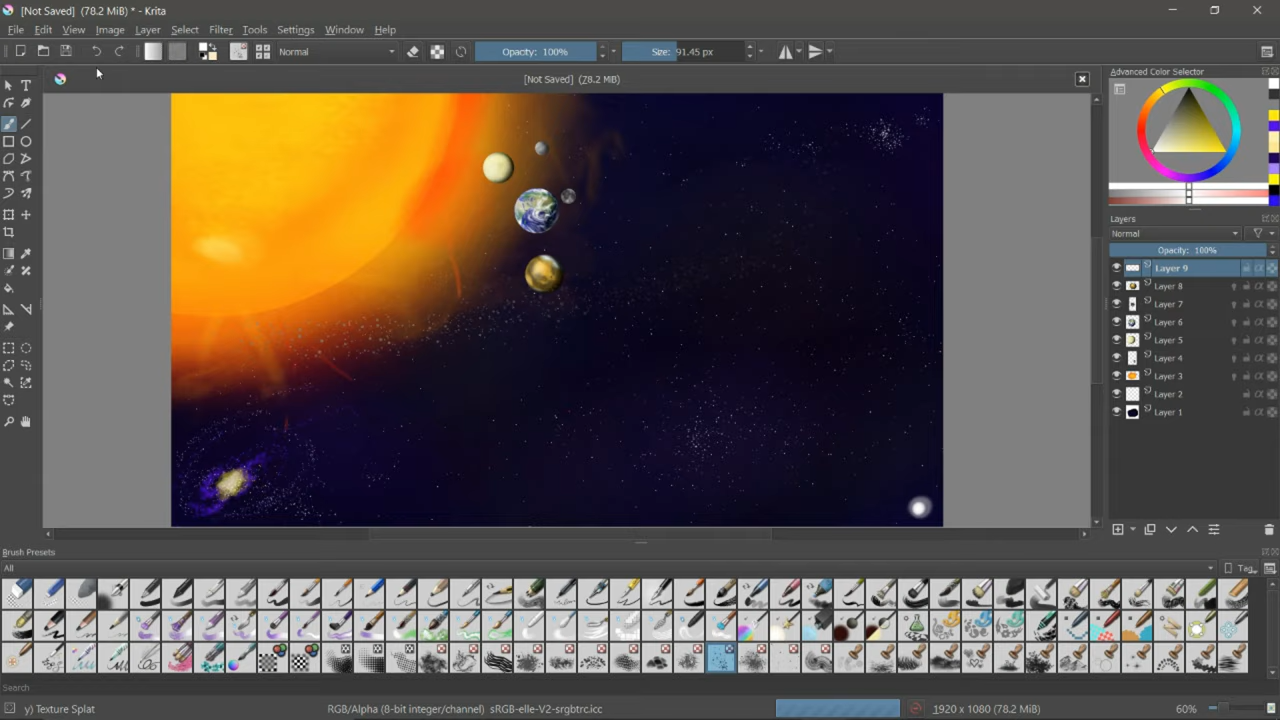 [Not Saved] (78.2 MiB) * - Krita
File Edit View Image Layer Select Filter Tools Settings Window Help
Normal Opacity: 100% Size: 91.45 px
[Not Saved] (78.2 MiB)
Advanced Color Selector
Layers
Normal
Opacity: 100%
Layer 9
Layer 8
Layer 7
Layer 6
Layer 5
Layer 4
Layer 3
Layer 2
Layer 1
Brush Presets
All Tag
Search
y) Texture Splat RGB/Alpha (8-bit integer/channel) sRGB-elle-V2-srgbtrc.icc 1920 x 1080 (78.2 MiB) 60%